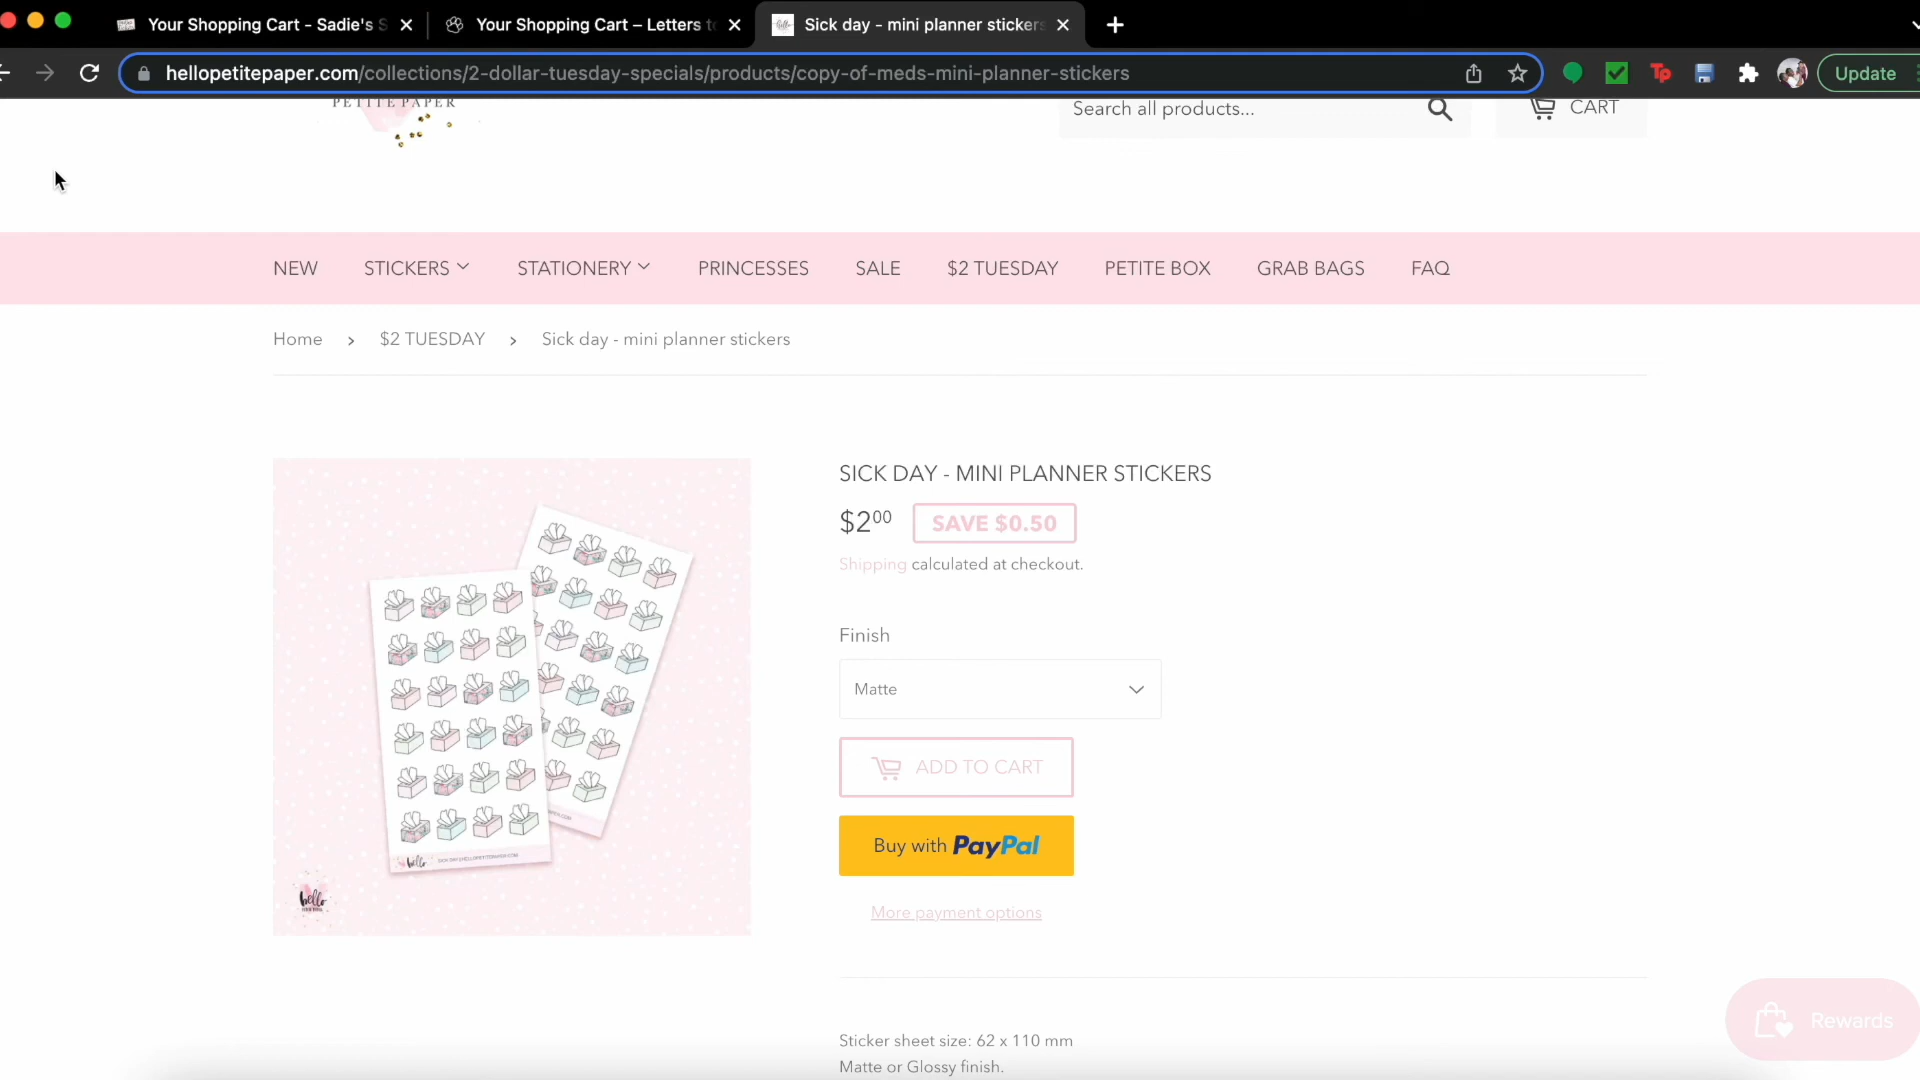 Your Shopping Cart - Sadie's S
Your Shopping Cart – Letters to
Sick day - mini planner stickers
hellopetitepaper.com/collections/2-dollar-tuesday-specials/products/copy-of-meds-mini-planner-stickers
Tp
Update
PETITE PAPER
Search all products...
CART
NEW
STICKERS
STATIONERY
PRINCESSES
SALE
$2 TUESDAY
PETITE BOX
GRAB BAGS
FAQ
Home › $2 TUESDAY › Sick day - mini planner stickers
SICK DAY - MINI PLANNER STICKERS
$2.00
SAVE $0.50
Shipping calculated at checkout.
Finish
Matte
ADD TO CART
Buy with PayPal
More payment options
hello
hello
Sticker sheet size: 62 x 110 mm
Matte or Glossy finish.
Rewards